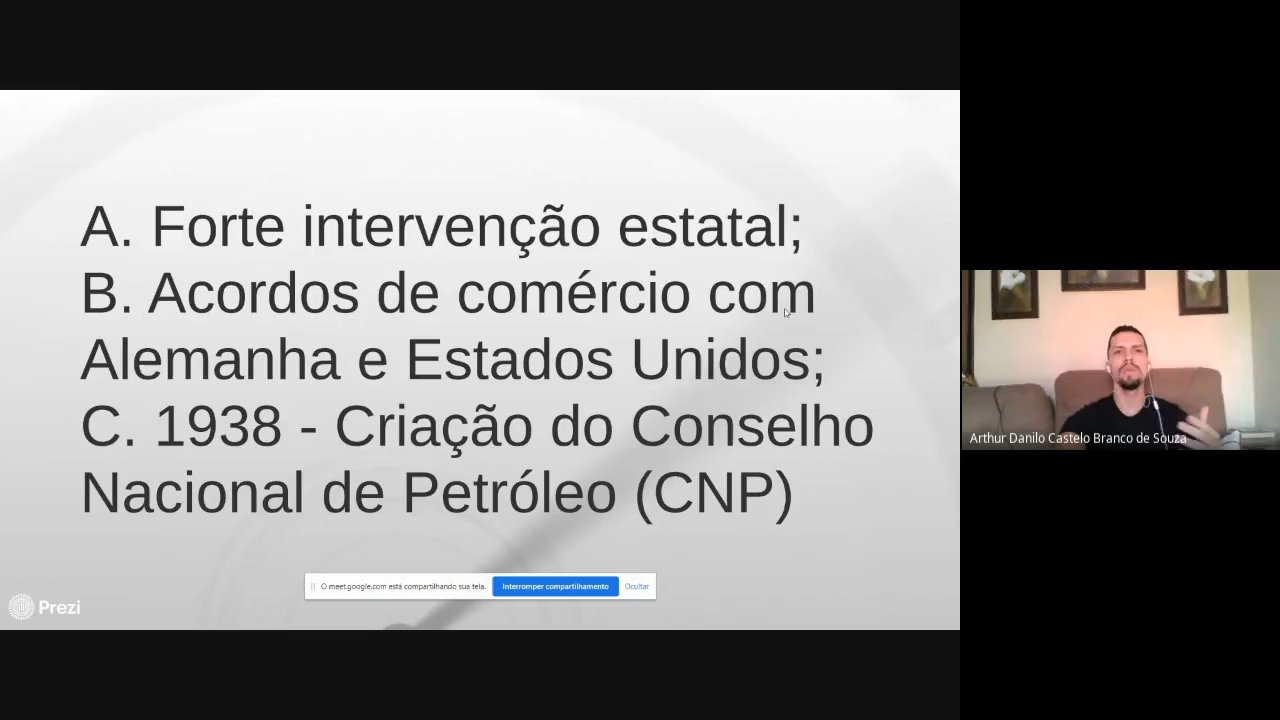 A. Forte intervenção estatal;
B. Acordos de comércio com
Alemanha e Estados Unidos;
C. 1938 - Criação do Conselho
Nacional de Petróleo (CNP)
O meet.google.com está compartilhando sua tela.
Interromper compartilhamento
Ocultar
Prezi
Arthur Danilo Castelo Branco de Souza